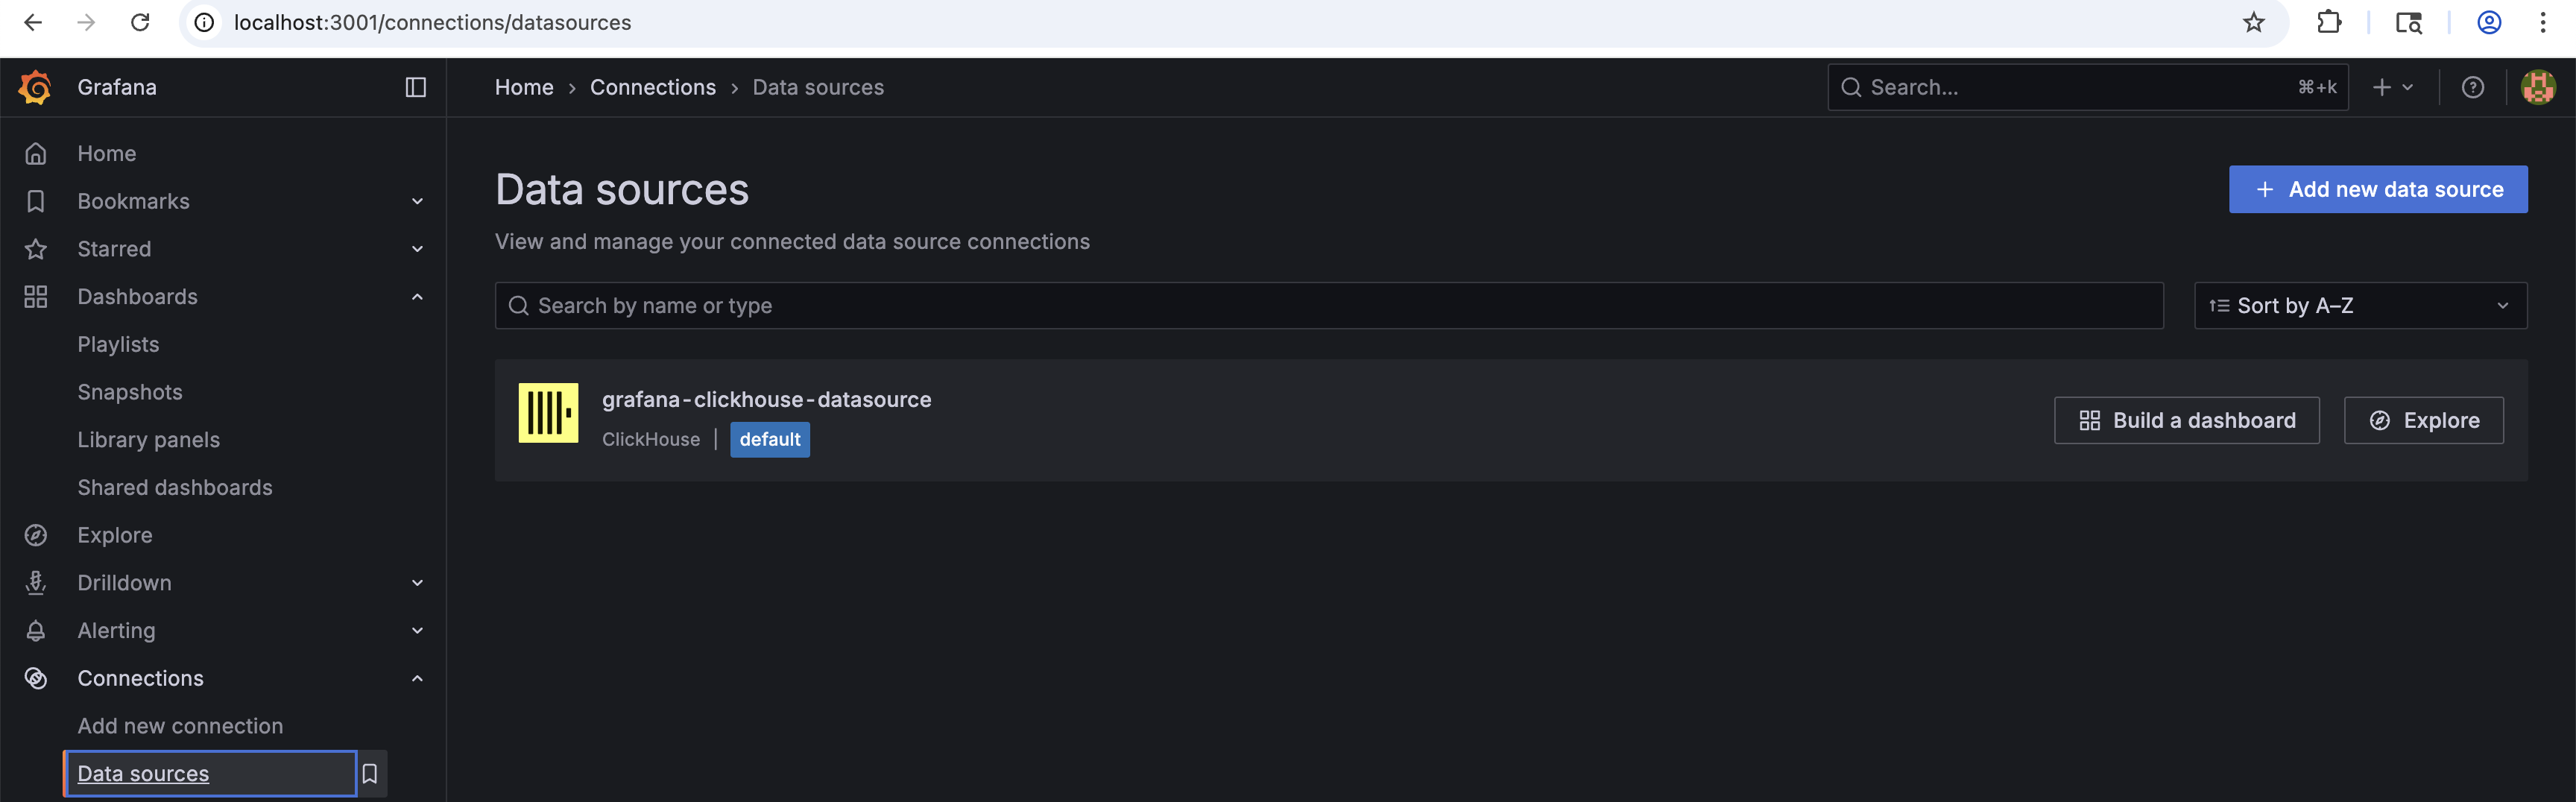 localhost:3001/connections/datasources
Grafana
Home › Connections › Data sources
Search...
⌘+k
Home
Bookmarks
Starred
Dashboards
Playlists
Snapshots
Library panels
Shared dashboards
Explore
Drilldown
Alerting
Connections
Add new connection
Data sources
Data sources
Add new data source
View and manage your connected data source connections
Search by name or type
Sort by A–Z
grafana-clickhouse-datasource
ClickHouse | default
Build a dashboard
Explore